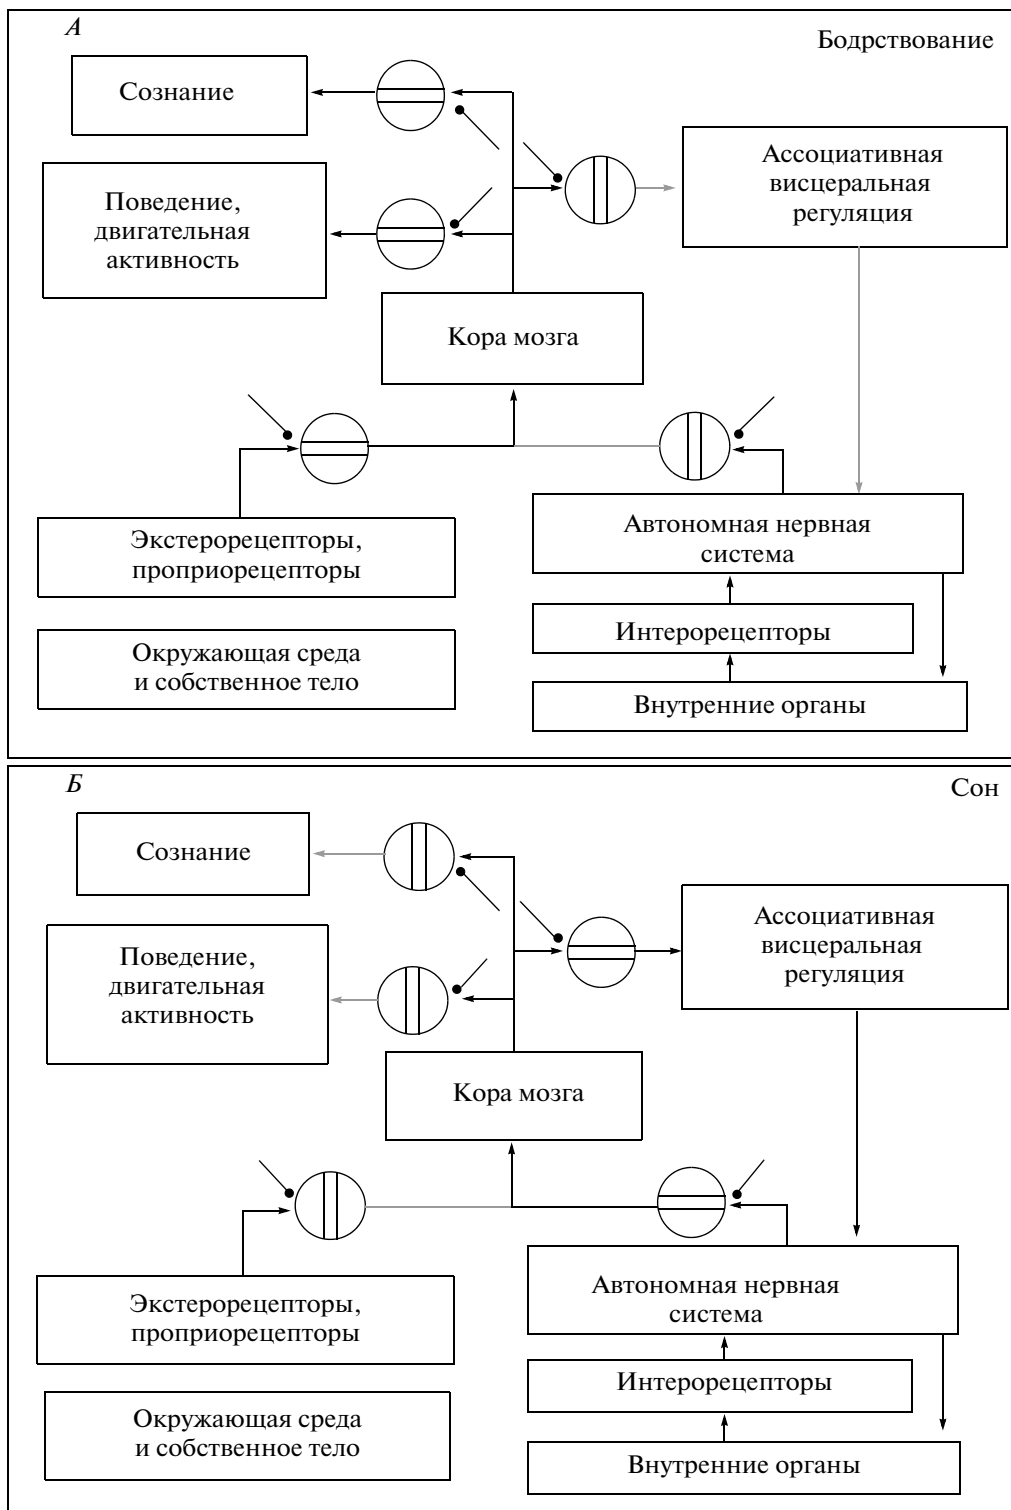 А
Бодрствование
Сознание
Ассоциативная
висцеральная
регуляция
Поведение,
двигательная
активность
Кора мозга
Экстерорецепторы,
проприорецепторы
Автономная нервная
система
Интерорецепторы
Окружающая среда
и собственное тело
Внутренние органы
Б
Сон
Сознание
Ассоциативная
висцеральная
регуляция
Поведение,
двигательная
активность
Кора мозга
Экстерорецепторы,
проприорецепторы
Автономная нервная
система
Интерорецепторы
Окружающая среда
и собственное тело
Внутренние органы